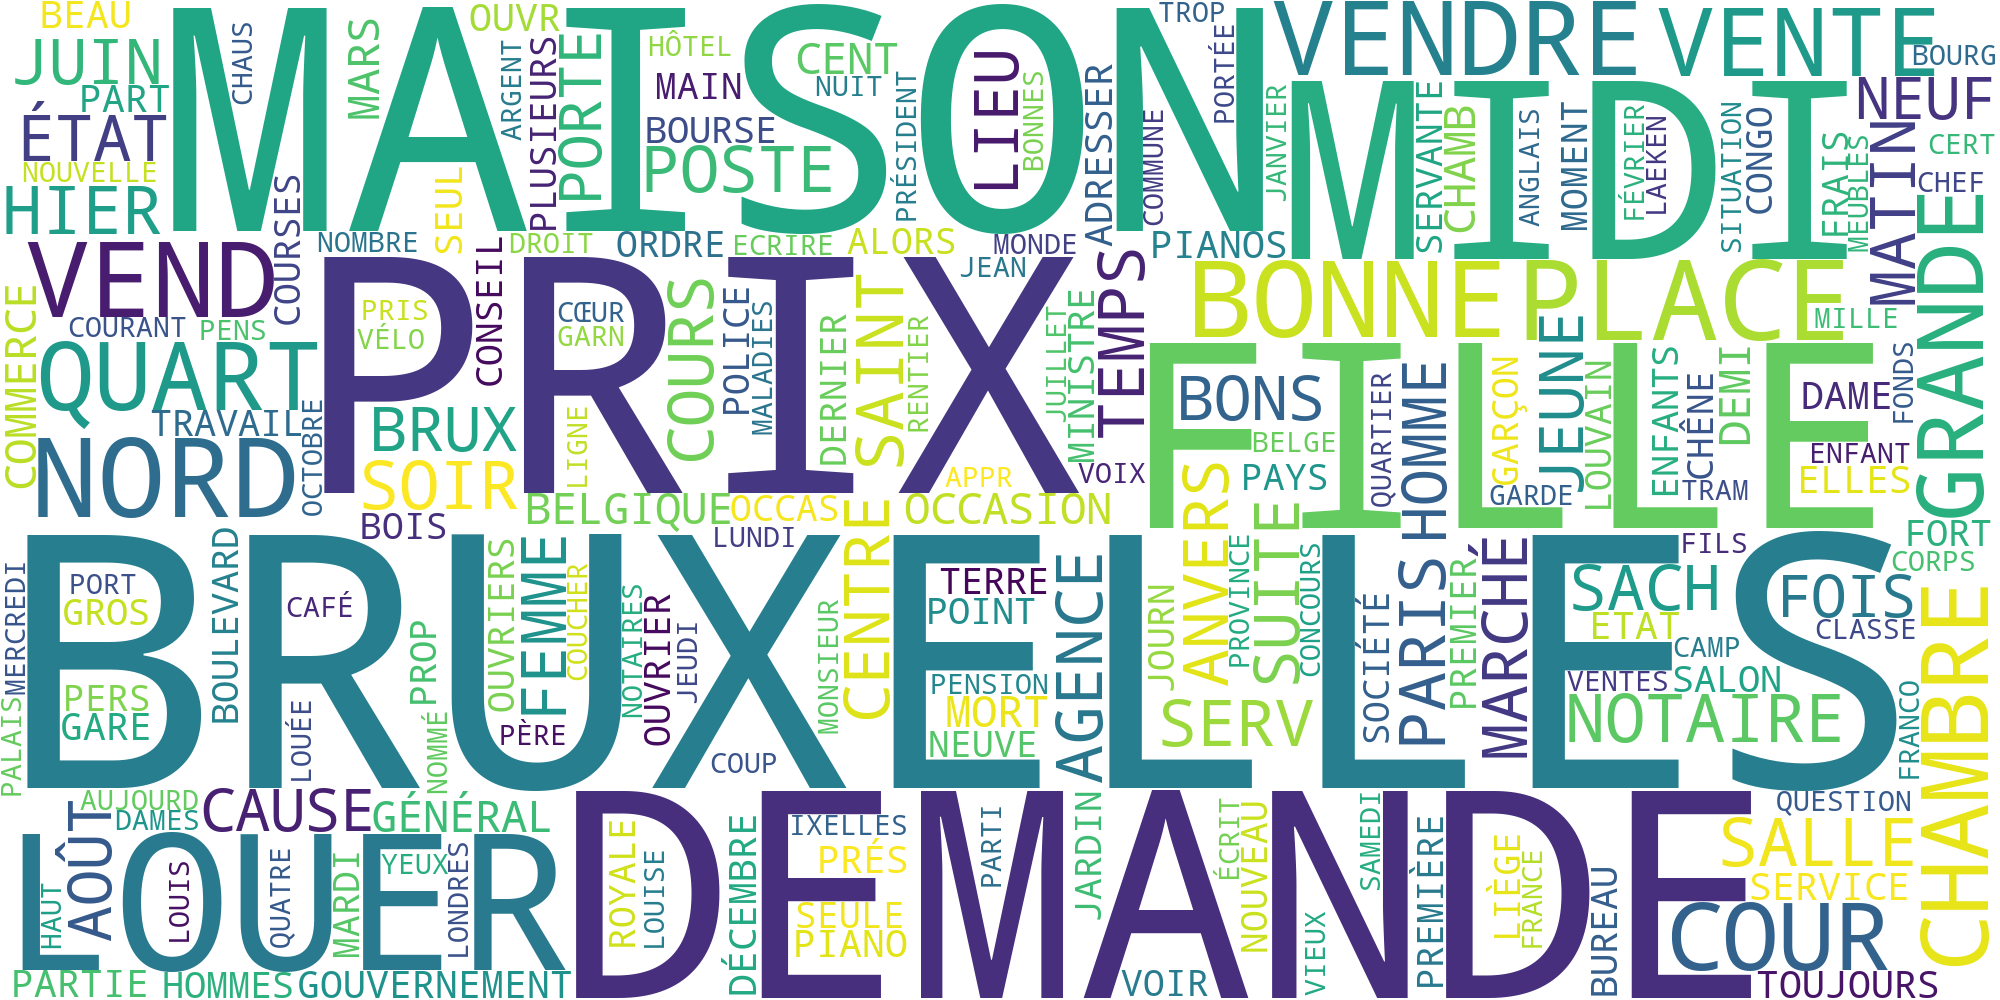 BEAU
OUVR
TROP
VENDRE
VENTE
MAISON
JUIN
CHAUS
MARS
HÔTEL
CENT
LIEU
BOURG
PART
ARGENT
PLUSIEURS
PORTE
MAIN
NUIT
BONNES
ADRESSER
PORTÉE
MIDI
NEUF
ÉTAT
BOURSE
PRÉSIDENT
COMMUNE
JANVIER
SERVANTE
CHAMB
ANGLAIS
MOMENT
FÉVRIER
LAEKEN
SITUATION
CONGO
FRAIS
MEUBLES
MATIN
CERT
NOUVELLE
POSTE
CHEF
HIER
COURSES
SEUL
NOMBRE
DROIT
ORDRE
ECRIRE
ALORS
MONDE
PIANOS
VEND
JEAN
BONNE
PLACE
GRANDE
PRIX
COMMERCE
COURANT
PENS
PRIS
VÉLO
CONSEIL
CŒUR
GARN
COURS
POLICE
MALADIES
DERNIER
SAINT
RENTIER
JUILLET
MINISTRE
TEMPS
MILLE
QUART
FILLE
BONS
QUARTIER
HOMME
GARÇON
JEUNE
LOUVAIN
ENFANTS
CHÊNE
DEMI
DAME
FONDS
TRAVAIL
BRUX
LIGNE
BELGE
ENFANT
NORD
OCTOBRE
SOIR
APPR
VOIX
PAYS
GARDE
TRAM
ELLES
BELGIQUE
OCCAS
OCCASION
BOIS
LUNDI
CENTRE
ANVERS
FILS
FORT
BRUXELLES
MERCREDI
PORT
GROS
BOULEVARD
CAFÉ
OUVRIERS
FEMME
COUCHER
NOTAIRES
OUVRIER
JEUDI
MONSIEUR
TERRE
POINT
AGENCE
JOURN
PROVINCE
SUITE
CONCOURS
SOCIÉTÉ
PARIS
PREMIER
MARCHÉ
SACH
ETAT
FOIS
CORPS
CLASSE
CHAMBRE
PALAIS
PERS
GARE
LOUÉE
PROP
NOMMÉ
PÈRE
COUP
PENSION
MORT
NEUVE
SERV
VENTES
CAMP
SALON
NOTAIRE
FRANCO
AUJOURD
DAMES
CAUSE
GÉNÉRAL
DEMANDE
QUESTION
LOUER
AOÛT
HAUT
LOUIS
QUATRE
MARDI
YEUX
LONDRES
ROYALE
LOUISE
DÉCEMBRE
IXELLES
PRÉS
SEULE
PIANO
PARTI
JARDIN
ÉCRIT
NOUVEAU
VIEUX
SAMEDI
PREMIÈRE
LIÈGE
FRANCE
BUREAU
SALLE
SERVICE
COUR
PARTIE
HOMMES
GOUVERNEMENT
VOIR
TOUJOURS